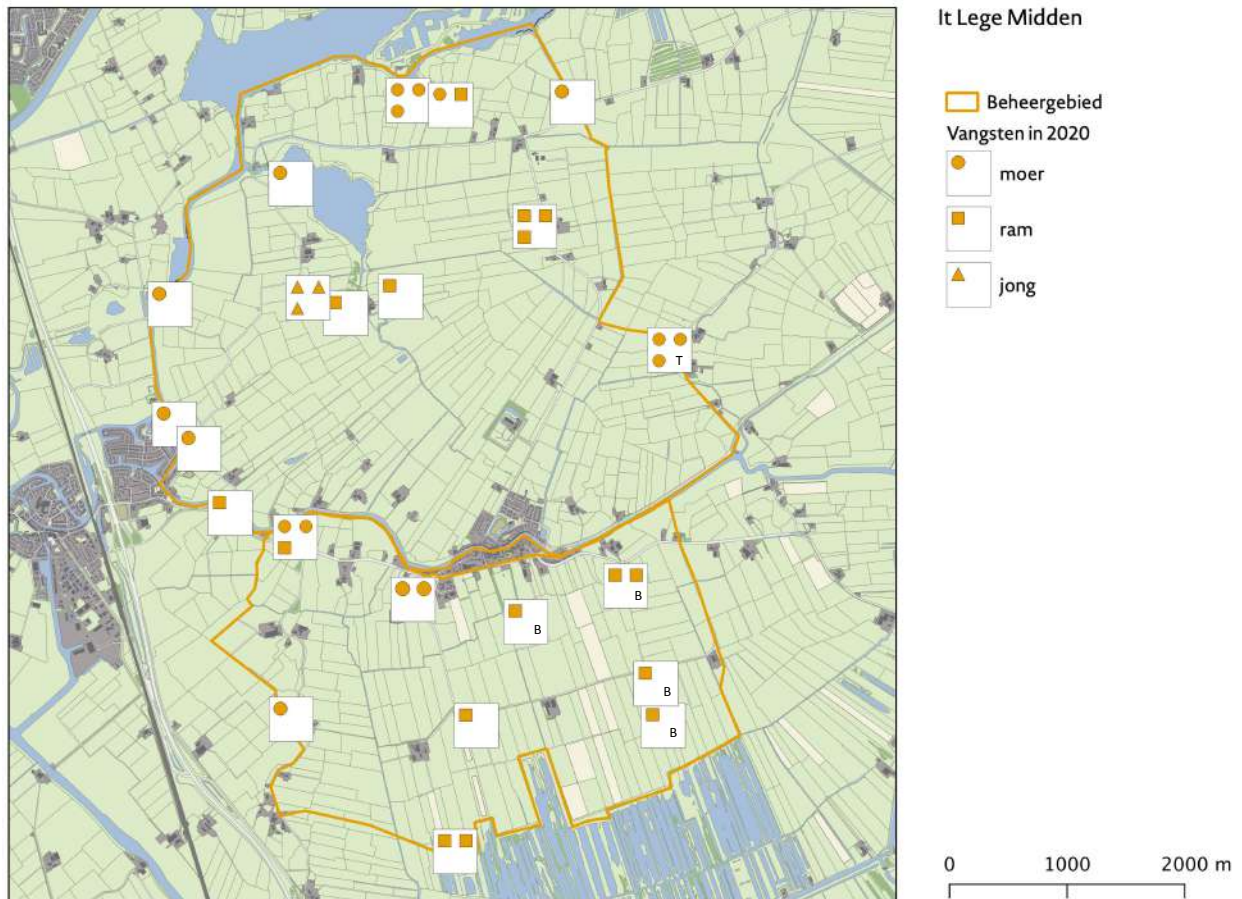 It Lege Midden
Beheergebied
Vangsten in 2020
moer
ram
jong
T
B
B
B
B
0 1000 2000 m